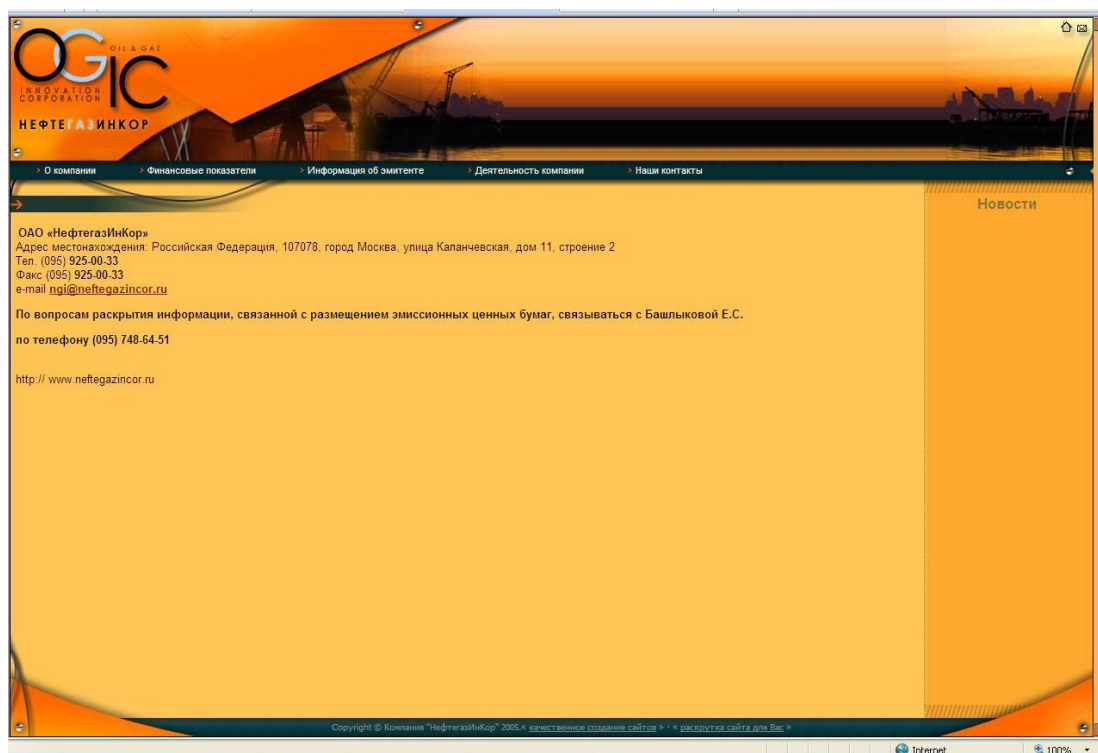 OGIC
OIL & GAZ
INNOVATION
CORPORATION
НЕФТЕГАЗИНКОР
О компании
Финансовые показатели
Информация об эмитенте
Деятельность компании
Наши контакты
Новости
ОАО «НефтегазИнКор»
Адрес местонахождения: Российская Федерация, 107078, город Москва, улица Каланчевская, дом 11, строение 2
Тел. (095) 925-00-33
Факс (095) 925-00-33
e-mail ngi@neftegazincor.ru
По вопросам раскрытия информации, связанной с размещением эмиссионных ценных бумаг, связываться с Башлыковой Е.С.
по телефону (095) 748-64-51
http:// www.neftegazincor.ru
Copyright © Компания "НефтегазИнКор" 2005.« качественное создание сайтов » · « раскрутка сайта для Вас »
Internet
100%